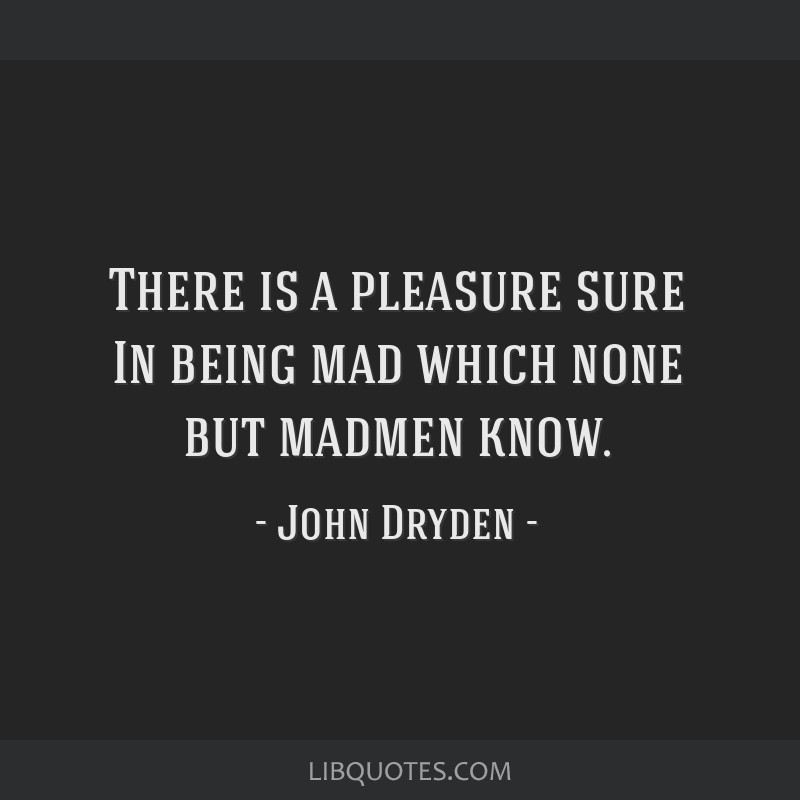 There is a pleasure sure
In being mad which none
but madmen know.
- John Dryden -
LIBQUOTES.COM